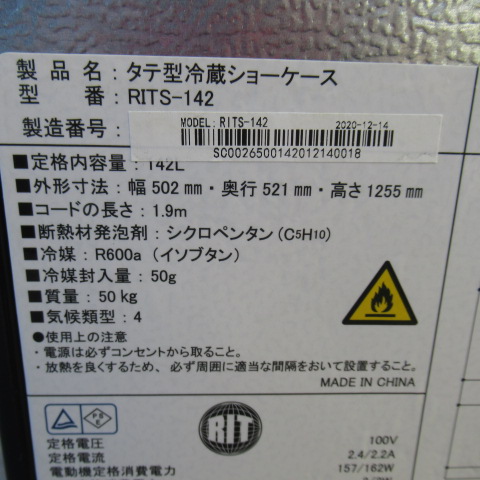 製品名：タテ型冷蔵ショーケース
型　番：RITS-142
製造番号：
MODEL:RITS-142　2020-12-14
SC0026500142012140018
■定格内容量：142L
■外形寸法：幅 502 mm・奥行 521 mm・高さ 1255 mm
■コードの長さ：1.9m
■断熱材発泡剤：シクロペンタン (C5H10)
■冷媒：R600a（イソブタン）
■冷媒封入量：50g
■質量：50 kg
■気候類型：4
●使用上の注意
・電源は必ずコンセントから取ること。
・放熱を良くするため、必ず周囲に適当な間隔をおいて設置すること。
MADE IN CHINA
PSE
RIT
定格電圧　100V
定格電流　2.4/2.2A
電動機定格消費電力　157/162W